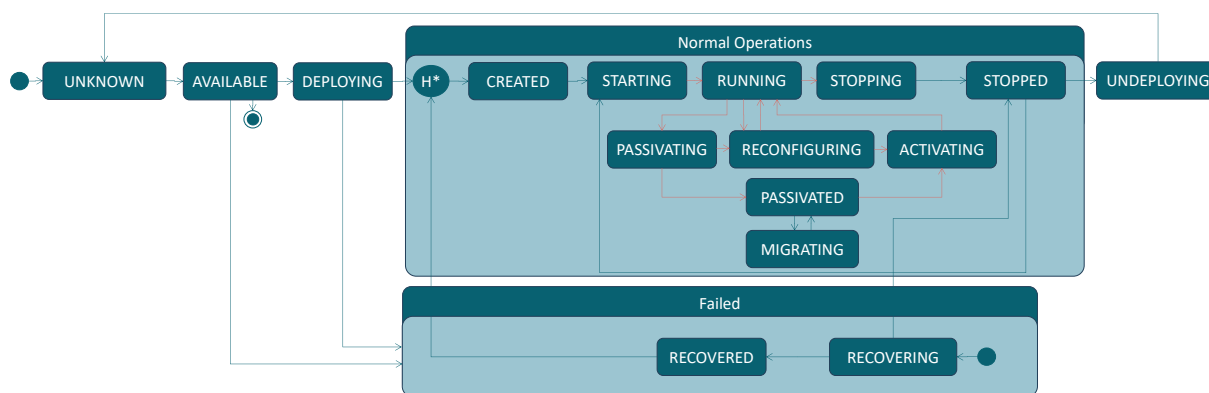 Normal Operations
UNKNOWN
AVAILABLE
DEPLOYING
H*
CREATED
STARTING
RUNNING
STOPPING
STOPPED
UNDEPLOYING
PASSIVATING
RECONFIGURING
ACTIVATING
PASSIVATED
MIGRATING
Failed
RECOVERED
RECOVERING